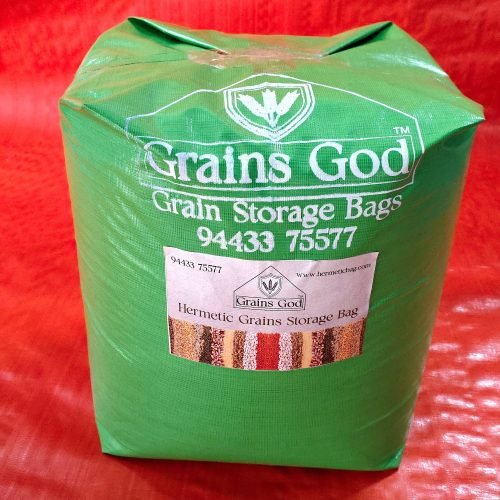 Grains God™
Grain Storage Bags
94433 75577
94433 75577
www.hermeticbag.com
Grains God
Hermetic Grains Storage Bag